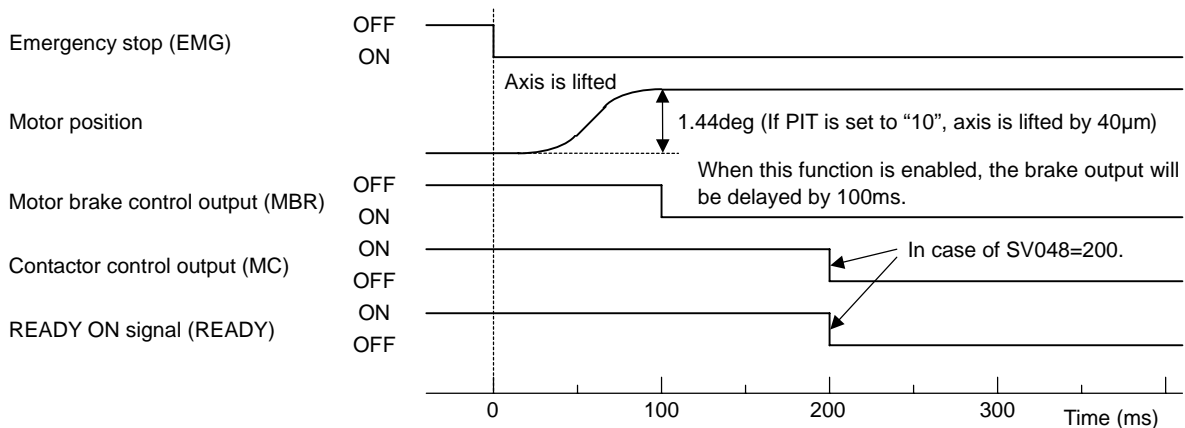 Emergency stop (EMG)
OFF
ON
Axis is lifted
Motor position
1.44deg (If PIT is set to “10”, axis is lifted by 40μm)
When this function is enabled, the brake output will
be delayed by 100ms.
Motor brake control output (MBR)
OFF
ON
Contactor control output (MC)
ON
OFF
In case of SV048=200.
READY ON signal (READY)
ON
OFF
0
100
200
300
Time (ms)